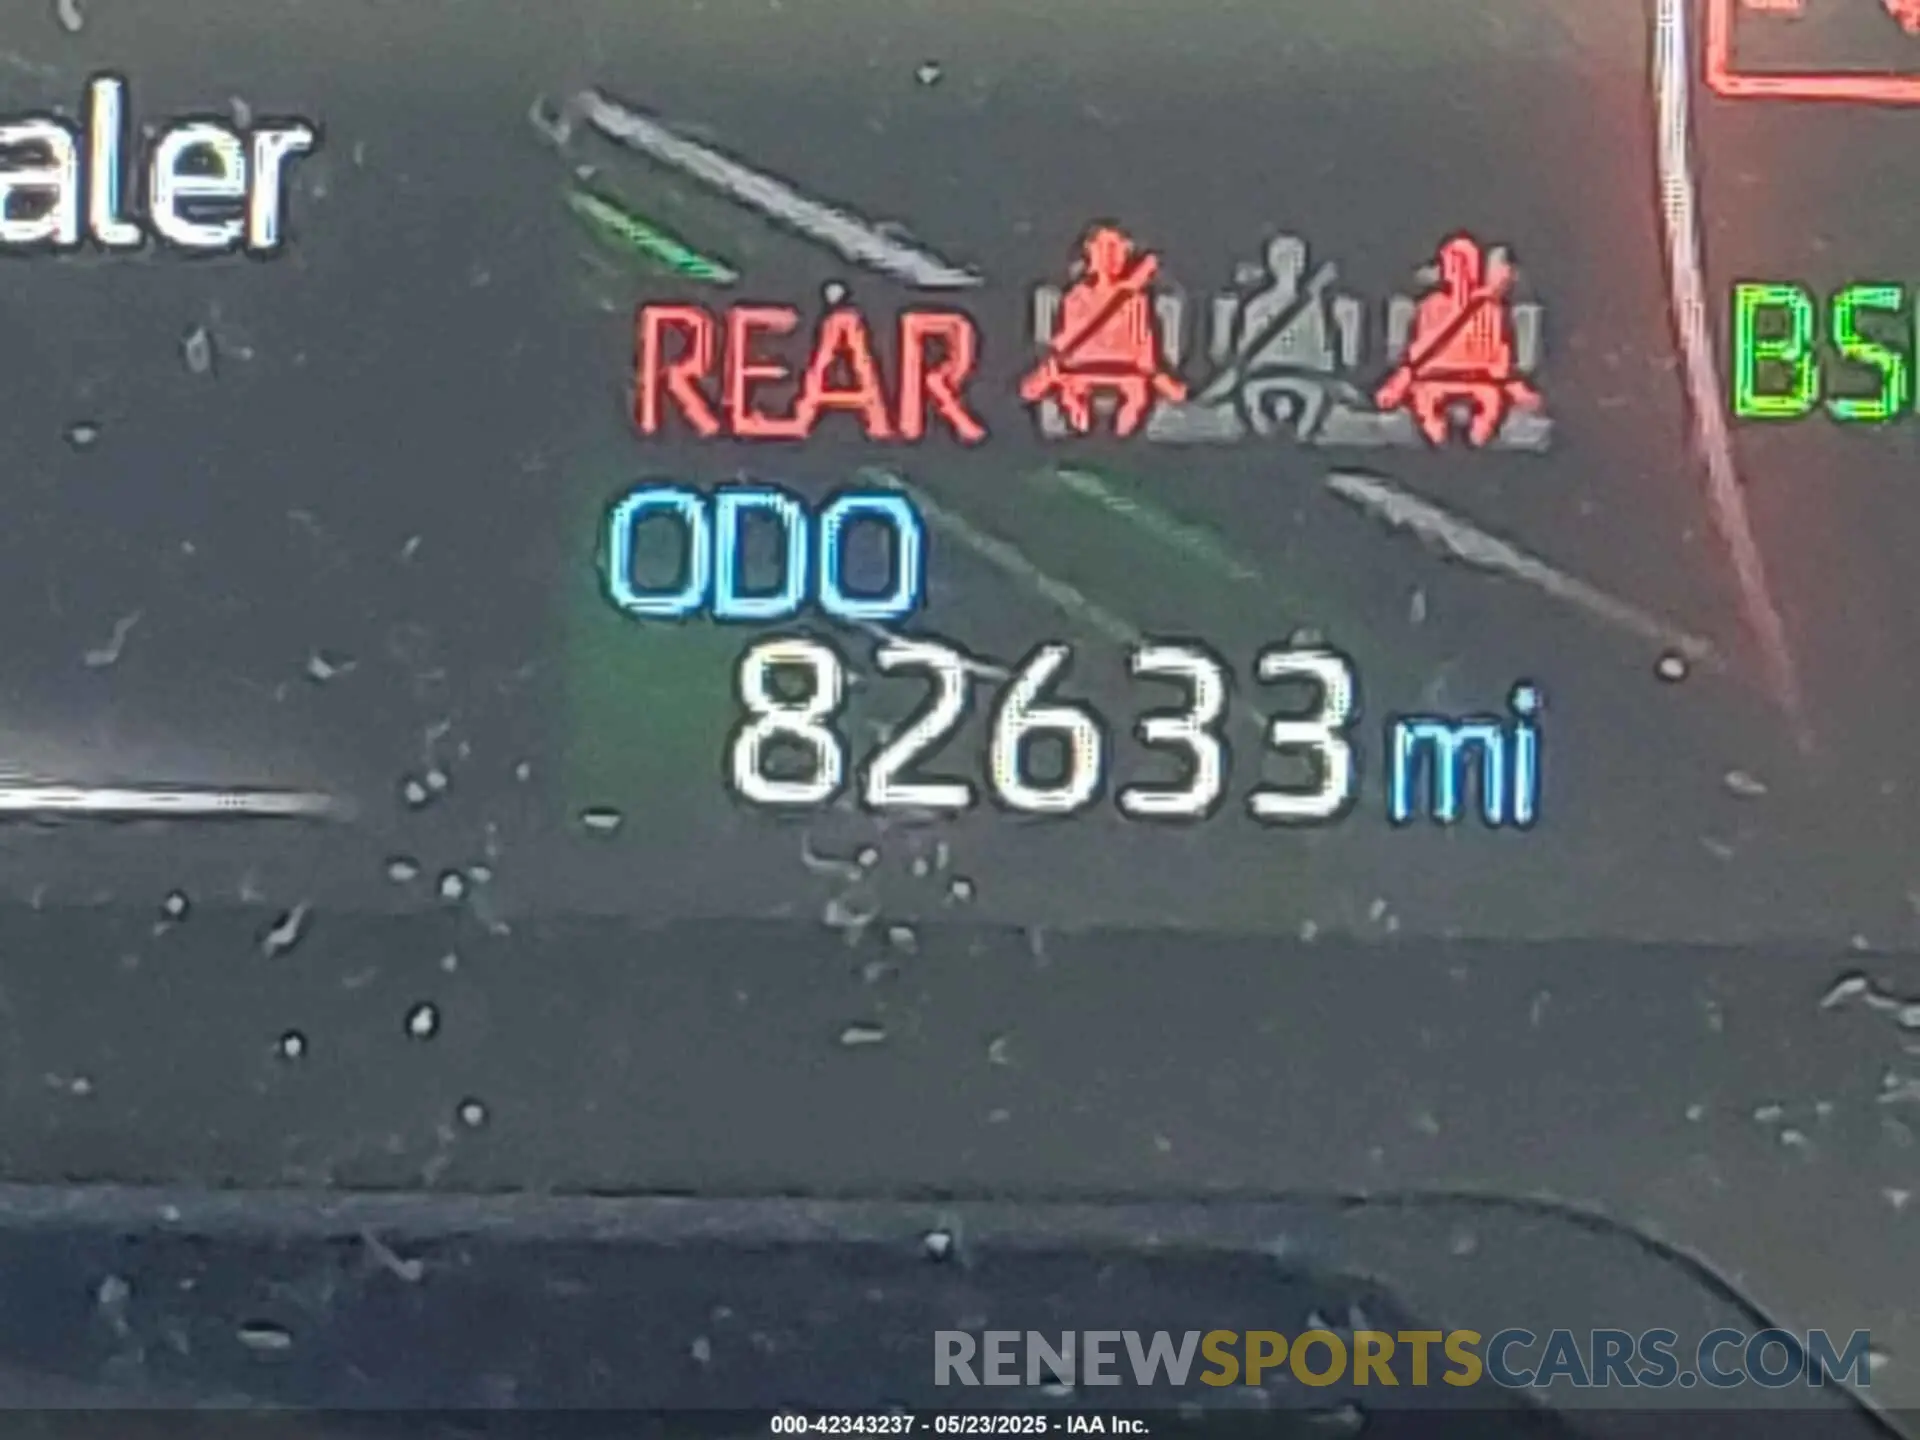 aler
REAR
BS
ODO
82633 mi
RENEWSPORTSCARS.COM
000-42343237 - 05/23/2025 - IAA Inc.